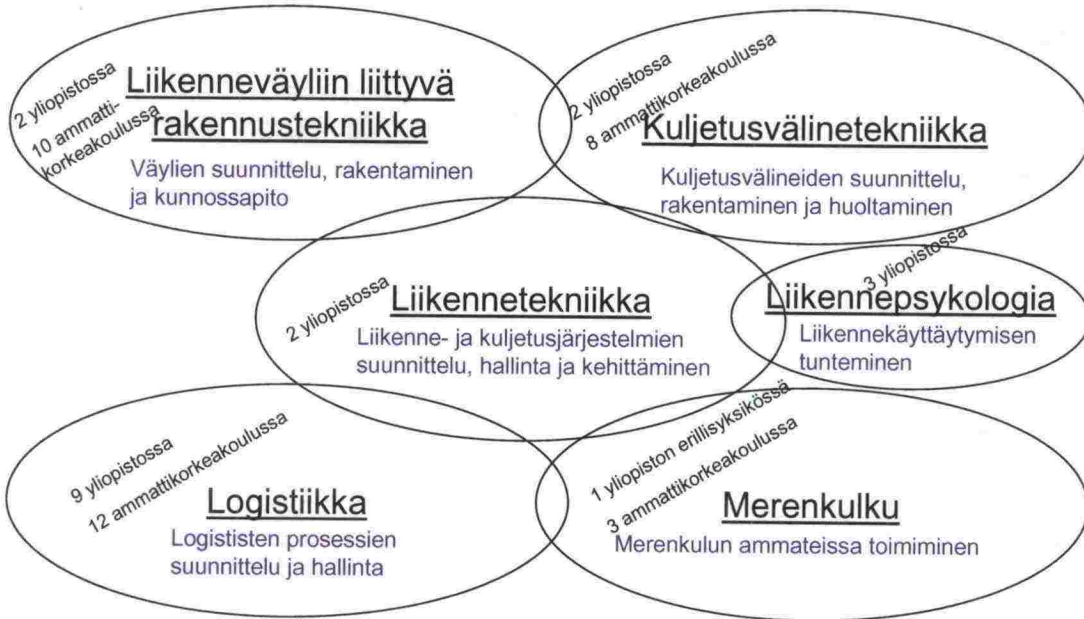 2 yliopistossa
10 ammatti-
korkeakoulussa
Liikenneväyliin liittyvä
rakennustekniikka
Väylien suunnittelu, rakentaminen
ja kunnossapito
2 yliopistossa
8 ammattikorkeakoulussa
Kuljetusvälinetekniikka
Kuljetusvälineiden suunnittelu,
rakentaminen ja huoltaminen
2 yliopistossa
Liikennetekniikka
Liikenne- ja kuljetusjärjestelmien
suunnittelu, hallinta ja kehittäminen
3 yliopistossa
Liikennepsykologia
Liikennekäyttäytymisen
tunteminen
9 yliopistossa
12 ammattikorkeakoulussa
Logistiikka
Logististen prosessien
suunnittelu ja hallinta
1 yliopiston erillisyksikössä
3 ammattikorkeakoulussa
Merenkulku
Merenkulun ammateissa toimiminen